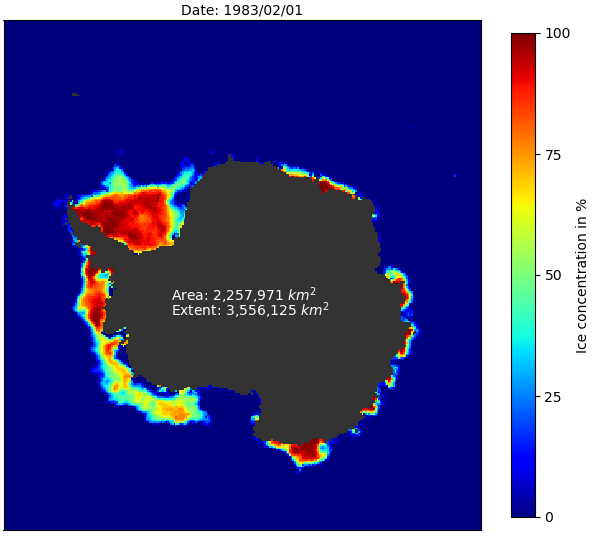 Date: 1983/02/01
100
75
50
25
0
Ice concentration in %
Area: 2,257,971 km²
Extent: 3,556,125 km²